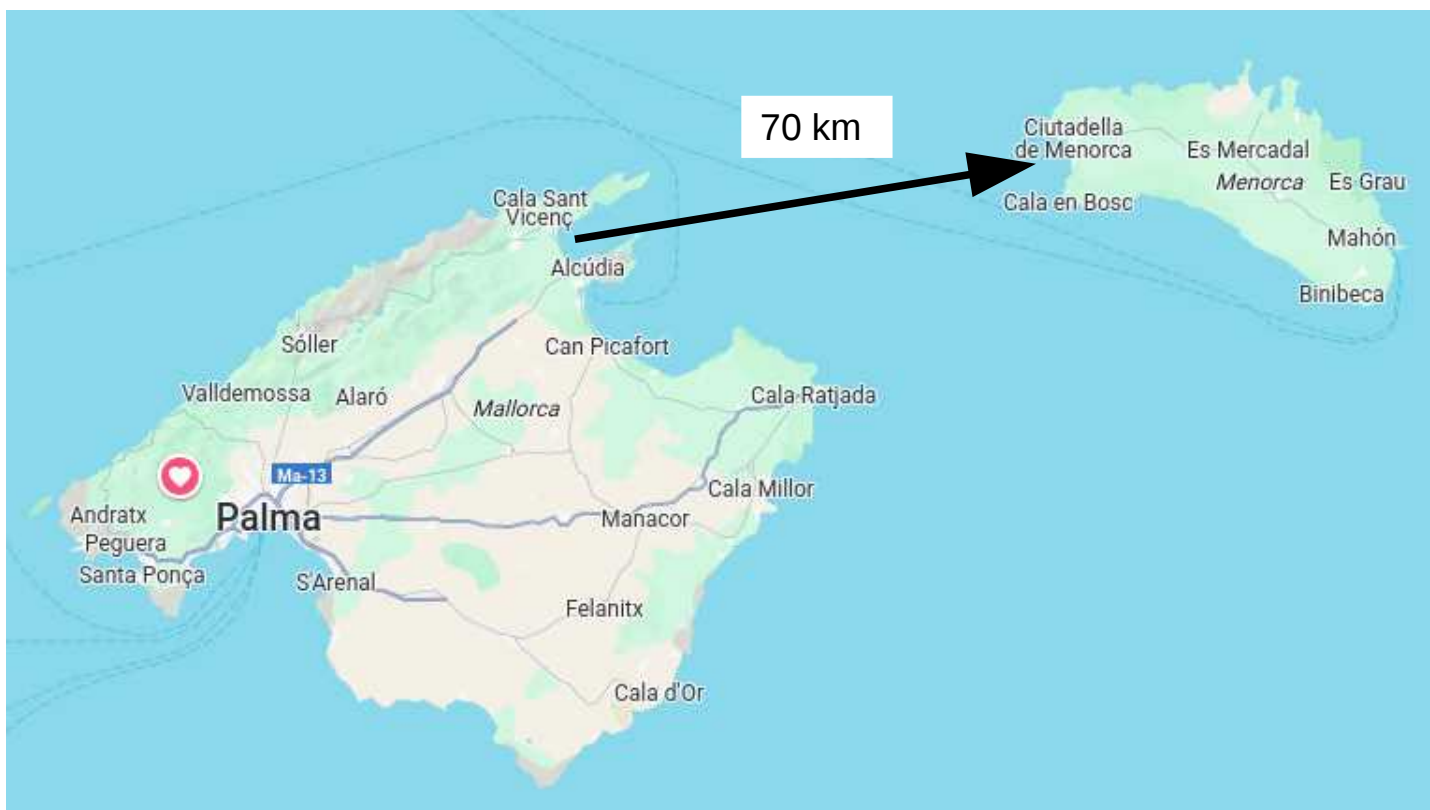 70 km
Ciutadella
de Menorca
Es Mercadal
Menorca
Es Grau
Cala en Bosc
Mahón
Binibeca
Cala Sant
Vicenç
Alcúdia
Sóller
Can Picafort
Valldemossa
Alaró
Mallorca
Cala Ratjada
Ma-13
Cala Millor
Andratx
Palma
Manacor
Peguera
Santa Ponça
S'Arenal
Felanitx
Cala d'Or